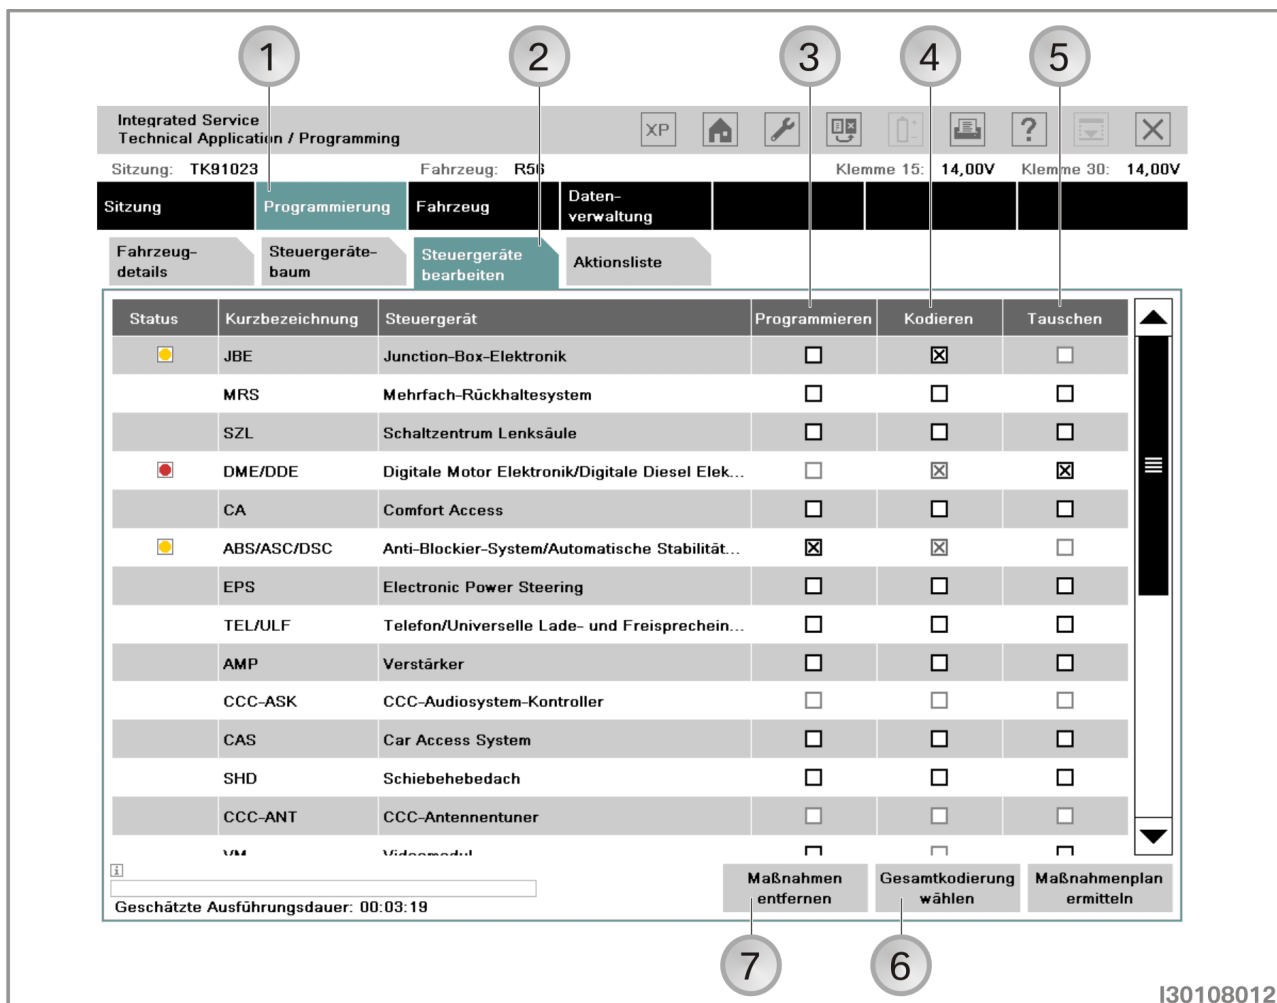 1 2 3 4 5
Integrated Service
Technical Application / Programming
XP ?
Sitzung: TK91023 Fahrzeug: R56 Klemme 15: 14,00V Klemme 30: 14,00V
Sitzung Programmierung Fahrzeug Daten-
verwaltung
Fahrzeug-
details
Steuergeräte-
baum
Steuergeräte
bearbeiten
Aktionsliste
Status Kurzbezeichnung Steuergerät Programmieren Kodieren Tauschen
JBE Junction-Box-Elektronik
MRS Mehrfach-Rückhaltesystem
SZL Schaltzentrum Lenksäule
DME/DDE Digitale Motor Elektronik/Digitale Diesel Elek...
CA Comfort Access
ABS/ASC/DSC Anti-Blockier-System/Automatische Stabilität...
EPS Electronic Power Steering
TEL/ULF Telefon/Universelle Lade- und Freisprechein...
AMP Verstärker
CCC-ASK CCC-Audiosystem-Kontroller
CAS Car Access System
SHD Schiebehebedach
CCC-ANT CCC-Antennentuner
VM Videomodul
i
Geschätzte Ausführungsdauer: 00:03:19
Maßnahmen
entfernen
Gesamtkodierung
wählen
Maßnahmenplan
ermitteln
7 6
I30108012